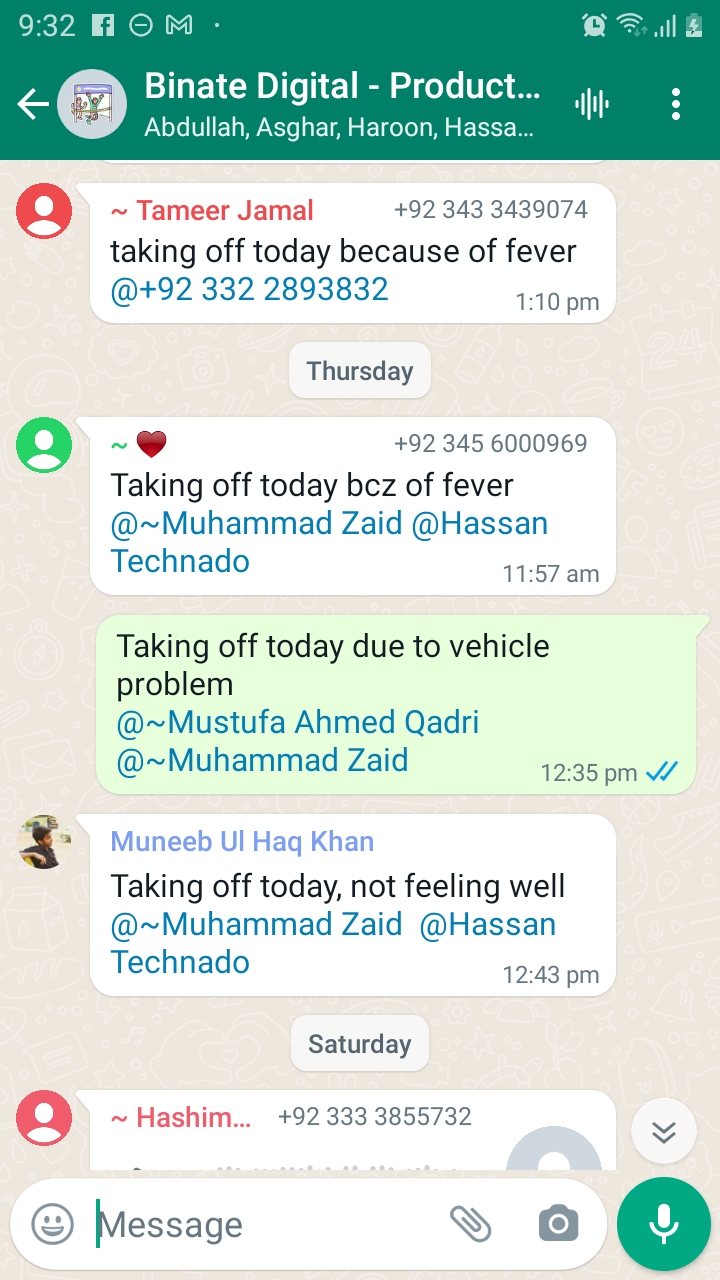 9:32
Binate Digital - Product...
Abdullah, Asghar, Haroon, Hassa...
~ Tameer Jamal +92 343 3439074
taking off today because of fever
@+92 332 2893832
1:10 pm
Thursday
~ ❤️ +92 345 6000969
Taking off today bcz of fever
@~Muhammad Zaid @Hassan
Technado
11:57 am
Taking off today due to vehicle
problem
@~Mustufa Ahmed Qadri
@~Muhammad Zaid
12:35 pm
Muneeb Ul Haq Khan
Taking off today, not feeling well
@~Muhammad Zaid @Hassan
Technado
12:43 pm
Saturday
~ Hashim... +92 333 3855732
Message